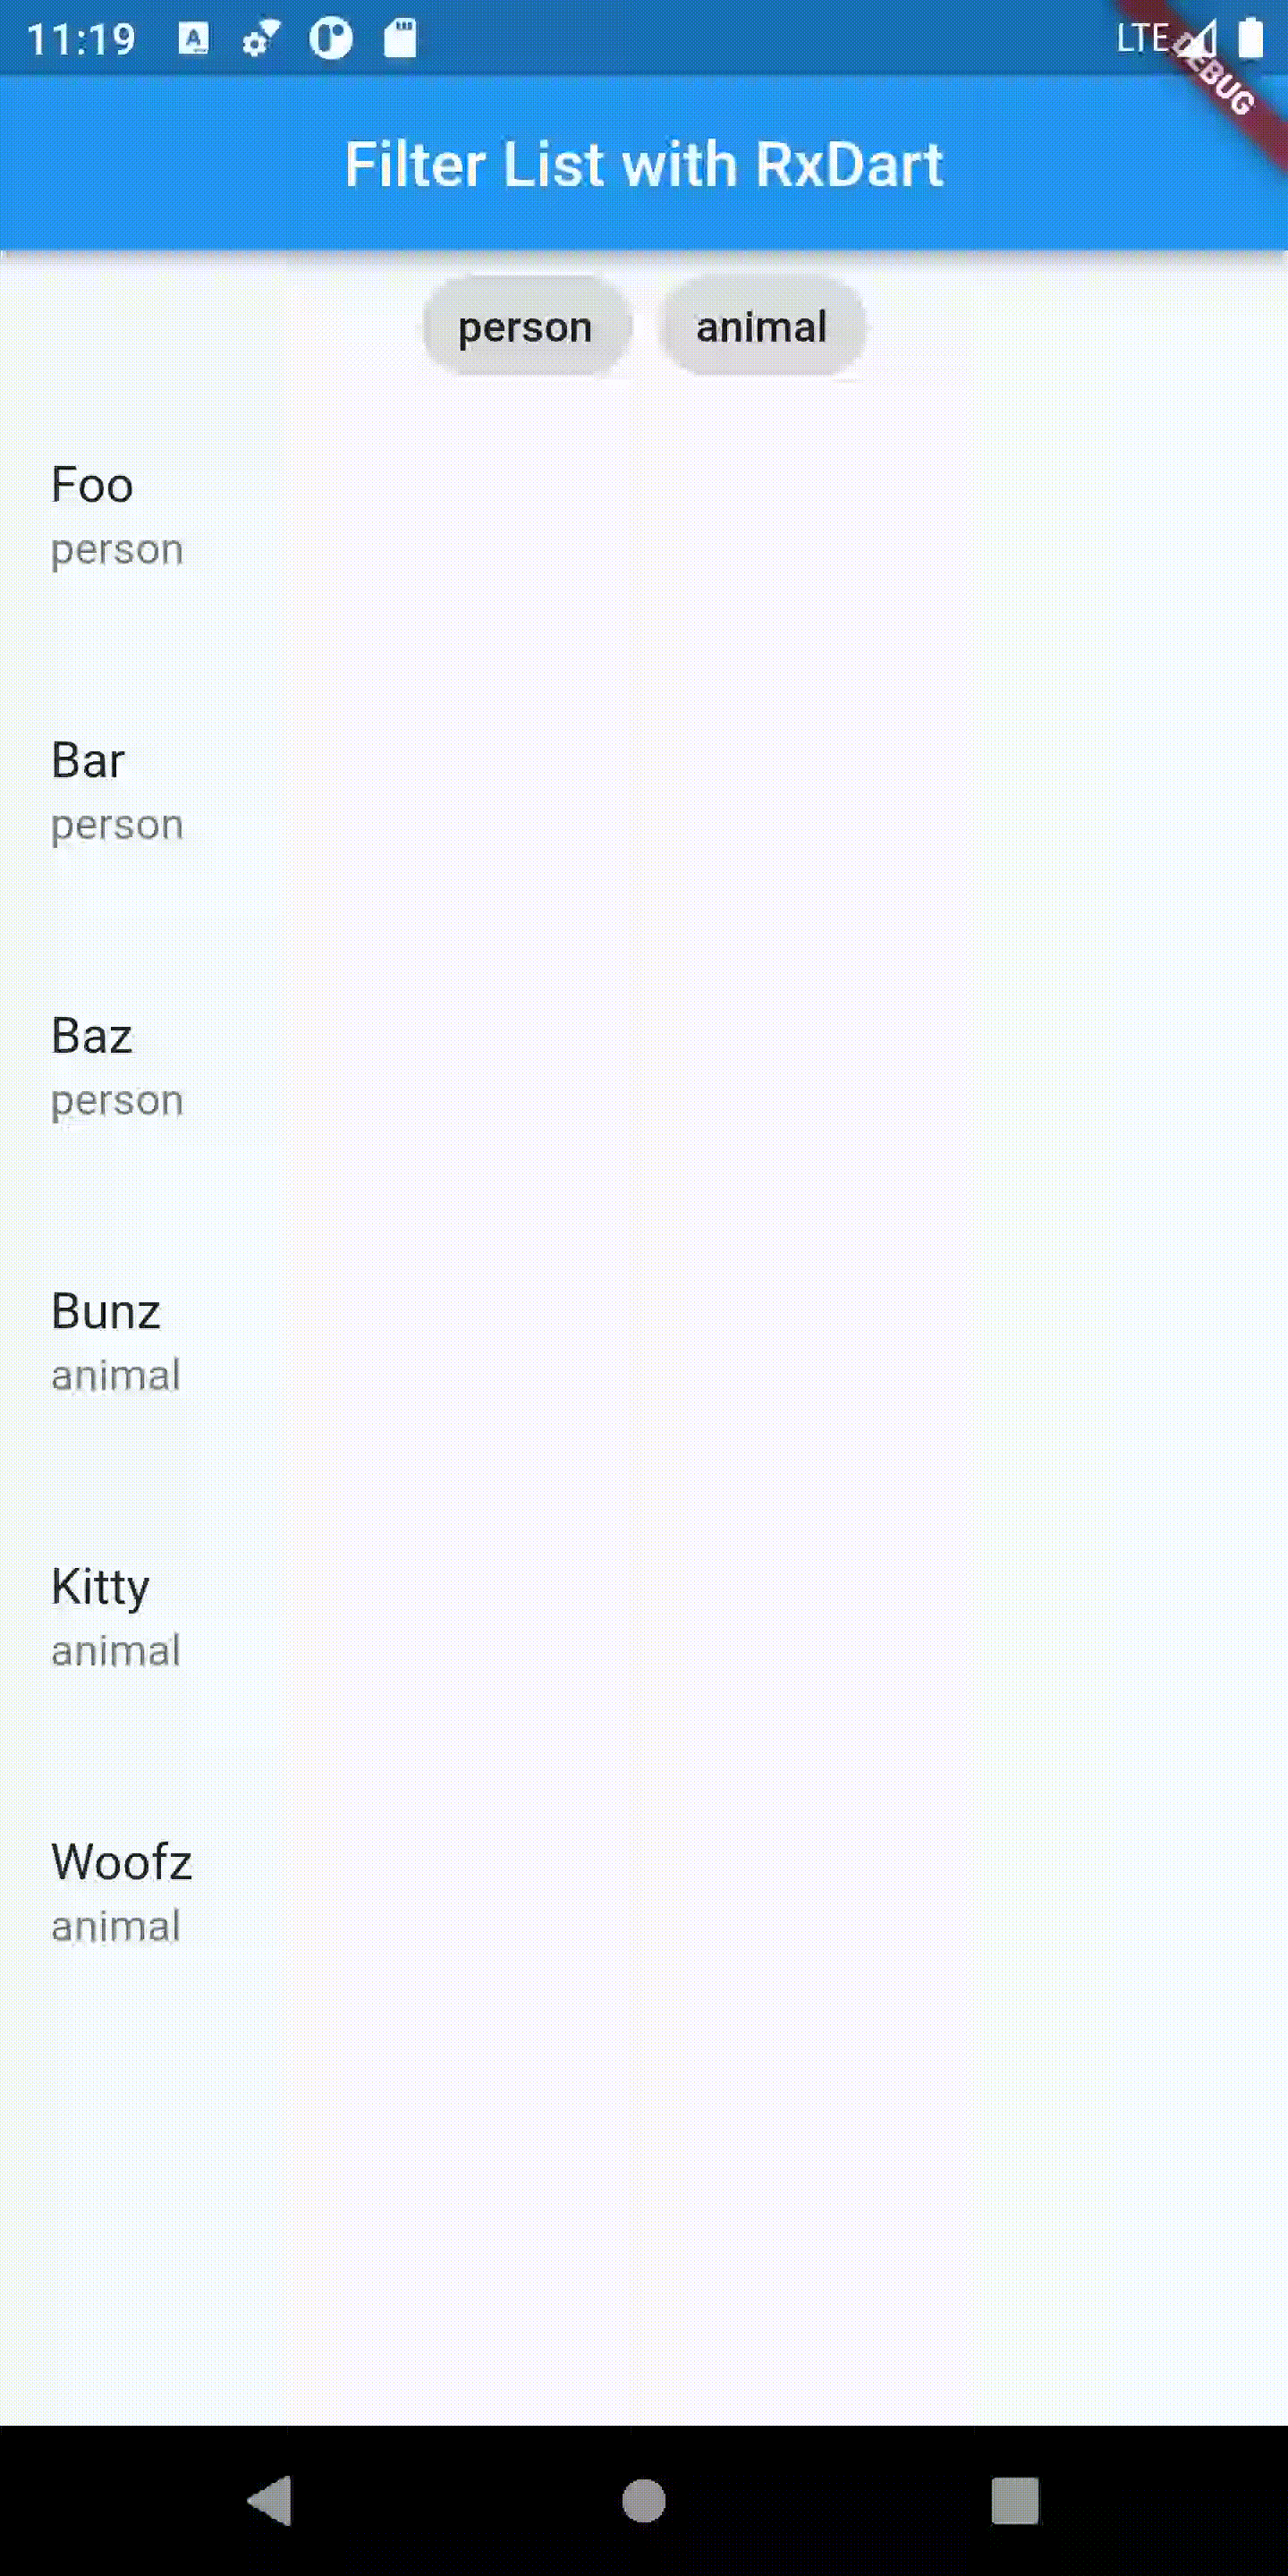 11:19 A LTE
DEBUG
Filter List with RxDart
person animal
Foo
person
Bar
person
Baz
person
Bunz
animal
Kitty
animal
Woofz
animal